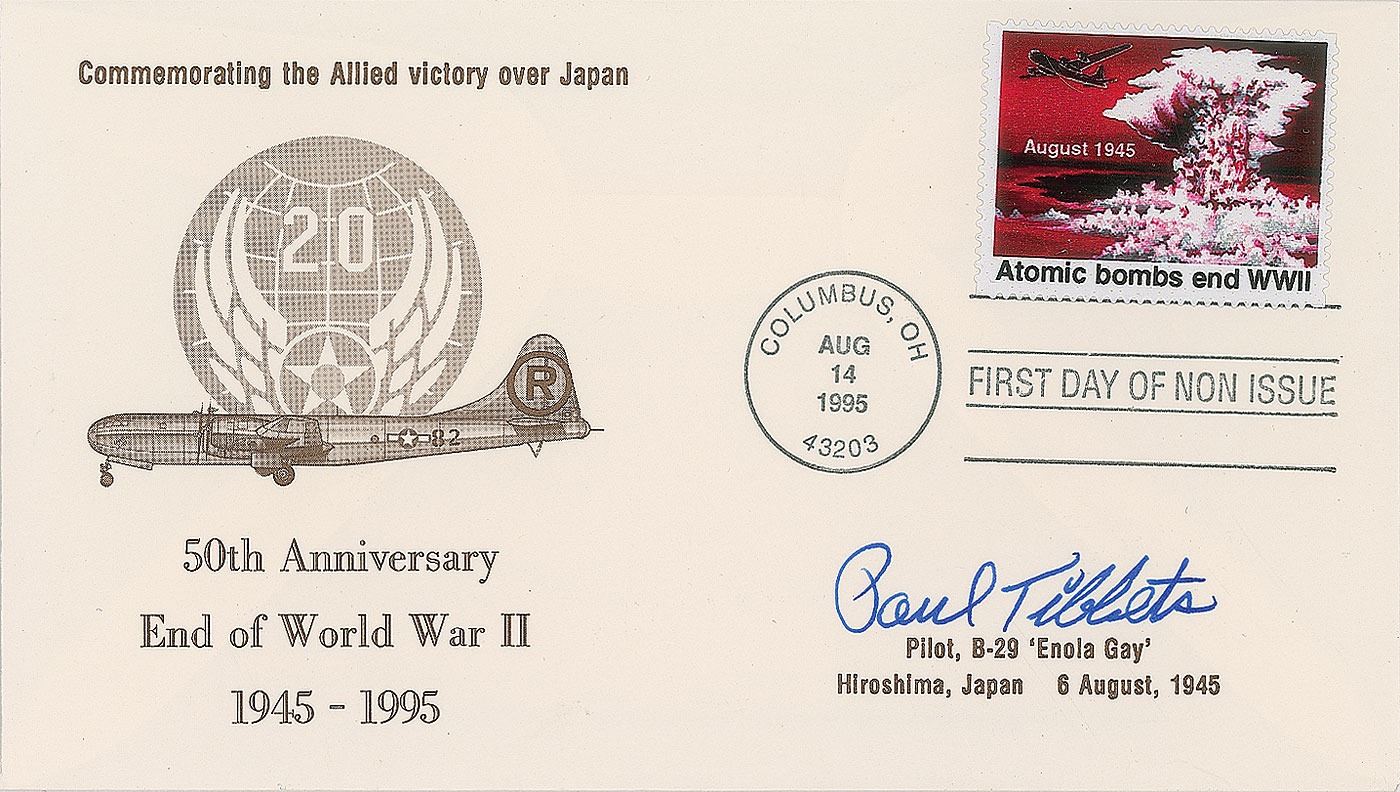 Commemorating the Allied victory over Japan
20
R
82
50th Anniversary
End of World War II
1945 - 1995
August 1945
Atomic bombs end WWII
COLUMBUS, OH
AUG
14
1995
43203
FIRST DAY OF NON ISSUE
Paul Tibbets
Pilot, B-29 ‘Enola Gay’
Hiroshima, Japan 6 August, 1945